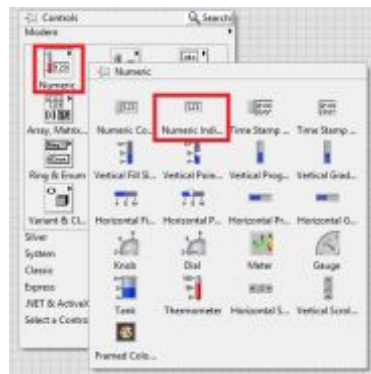 Controls
Search
Modern
Numeric
Numeric
Array, Matrix...
Numeric Co...
Numeric Indi...
Time Stamp ...
Time Stamp ...
Ring & Enum
Vertical Fill Sl...
Vertical Poin...
Vertical Prog...
Vertical Grad...
Variant & Cl...
Horizontal Fi...
Horizontal P...
Horizontal Pr...
Horizontal G...
Silver
System
Knob
Dial
Meter
Gauge
Classic
Express
.NET & ActiveX
Tank
Thermometer
Horizontal S...
Vertical Scrol...
Select a Contro
Framed Colo...